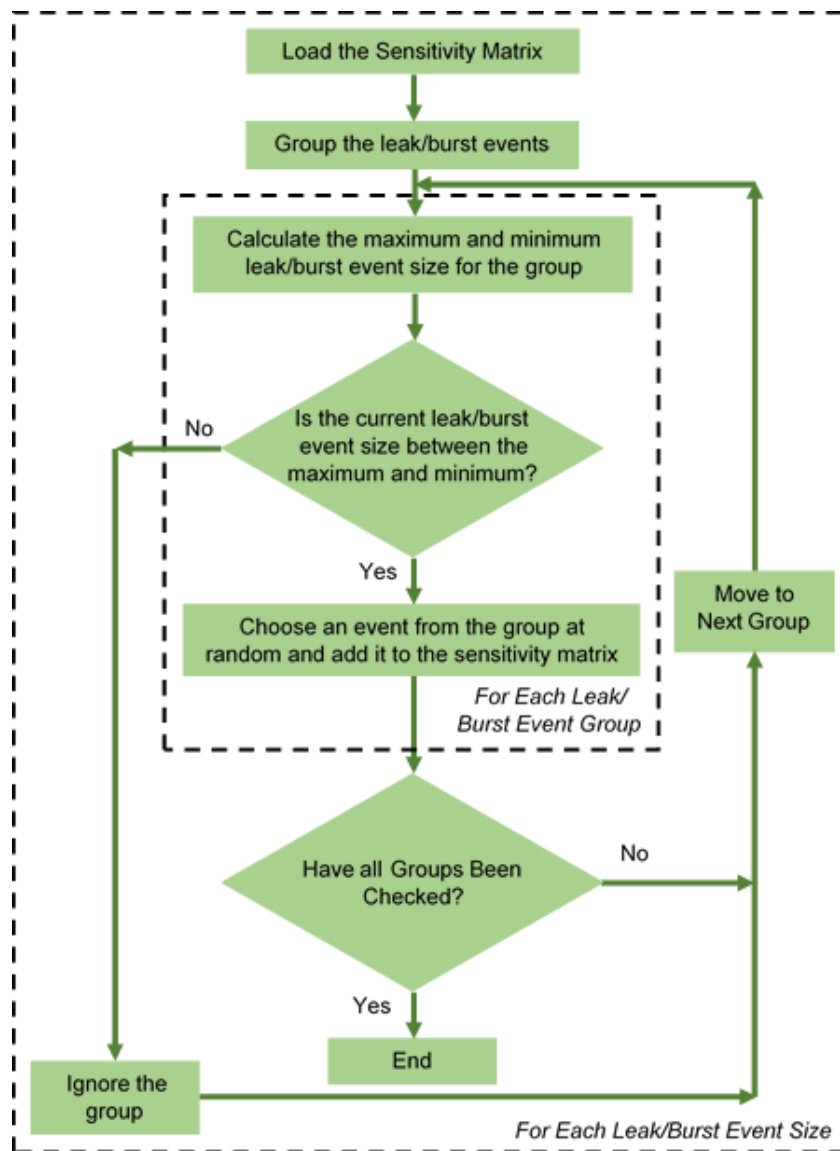 Load the Sensitivity Matrix
Group the leak/burst events
Calculate the maximum and minimum
leak/burst event size for the group
No
Is the current leak/burst
event size between the
maximum and minimum?
Yes
Choose an event from the group at
random and add it to the sensitivity matrix
For Each Leak/
Burst Event Group
Move to
Next Group
Have all Groups Been
Checked?
No
Yes
End
Ignore the
group
For Each Leak/Burst Event Size